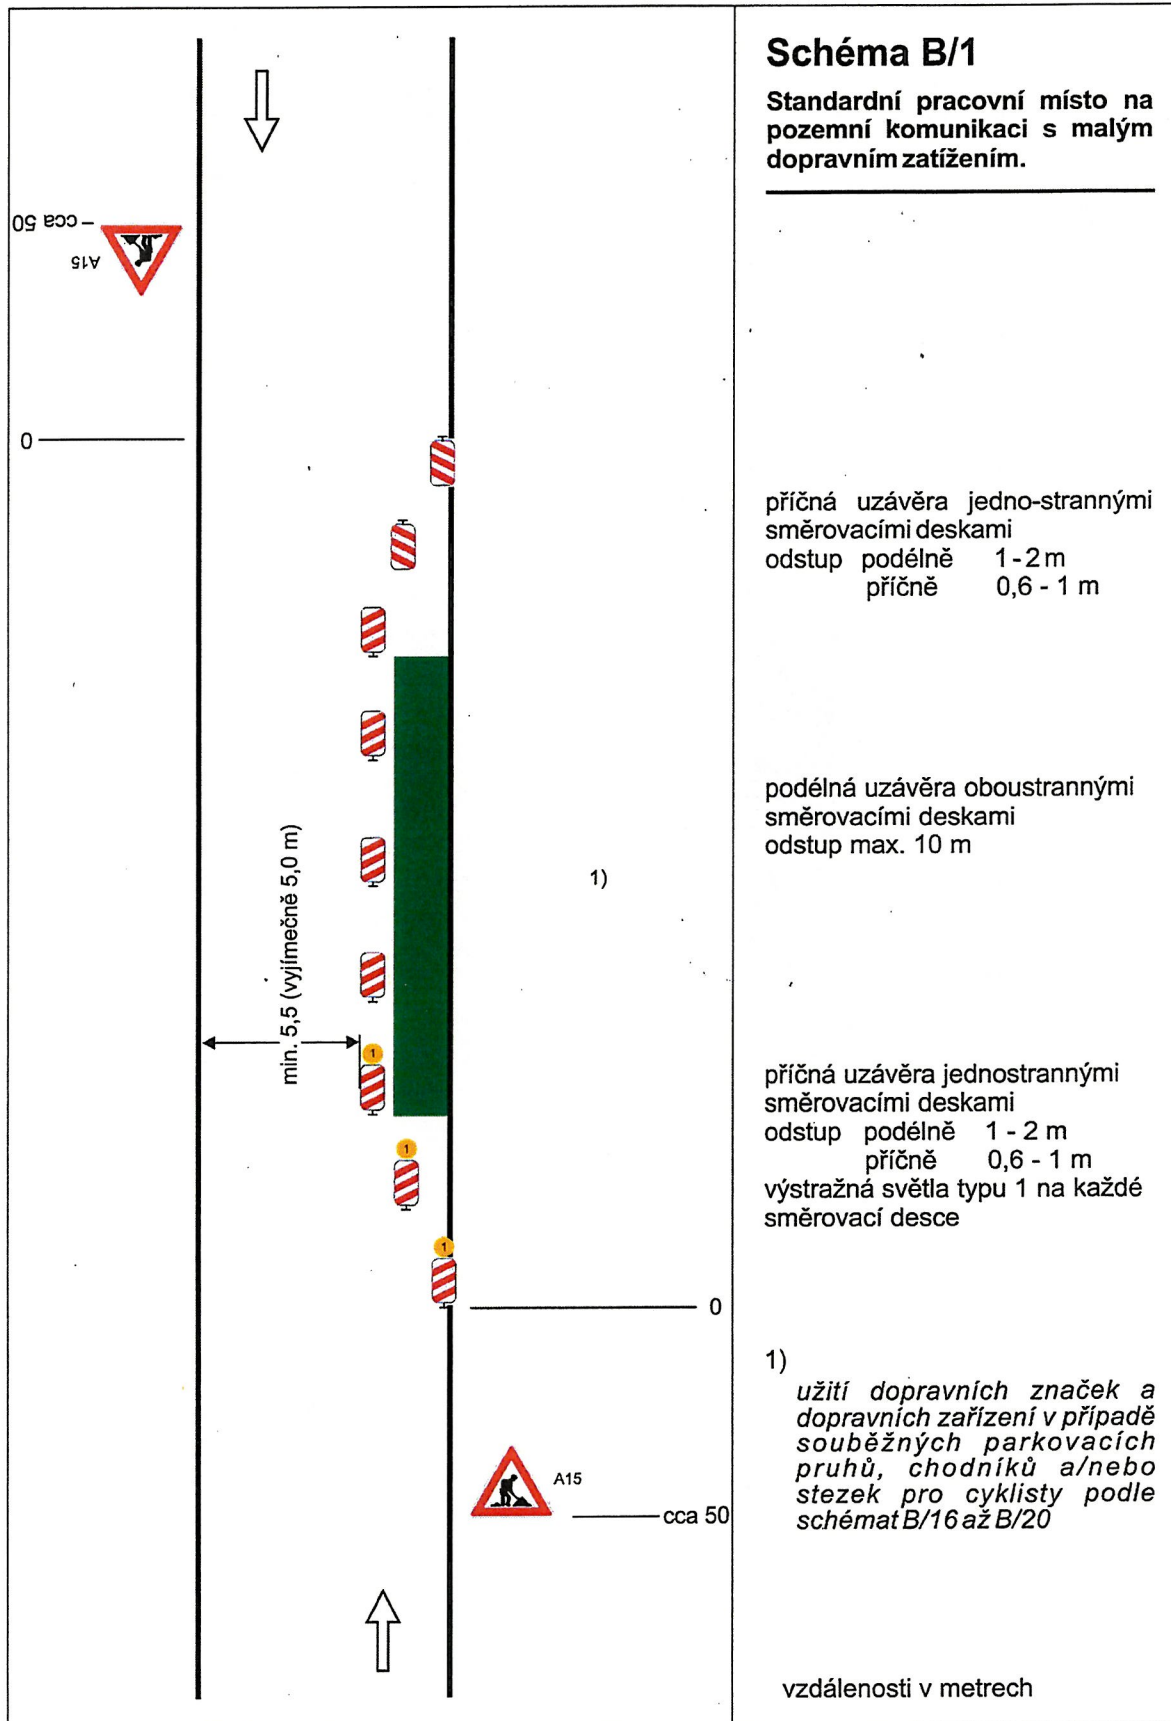 Schéma B/1
Standardní pracovní místo na
pozemní komunikaci s malým
dopravním zatížením.
cca 50
A15
0
příčná uzávěra jedno-strannými
směrovacími deskami
odstup podélně 1-2 m
příčně 0,6 - 1 m
podélná uzávěra oboustrannými
směrovacími deskami
odstup max. 10 m
1)
min. 5,5 (vyjímečně 5,0 m)
1
1
1
příčná uzávěra jednostrannými
směrovacími deskami
odstup podélně 1 - 2 m
příčně 0,6 - 1 m
výstražná světla typu 1 na každé
směrovací desce
0
A15
cca 50
1)
užití dopravních značek a
dopravních zařízení v případě
souběžných parkovacích
pruhů, chodníků a/nebo
stezek pro cyklisty podle
schémat B/16 až B/20
vzdálenosti v metrech